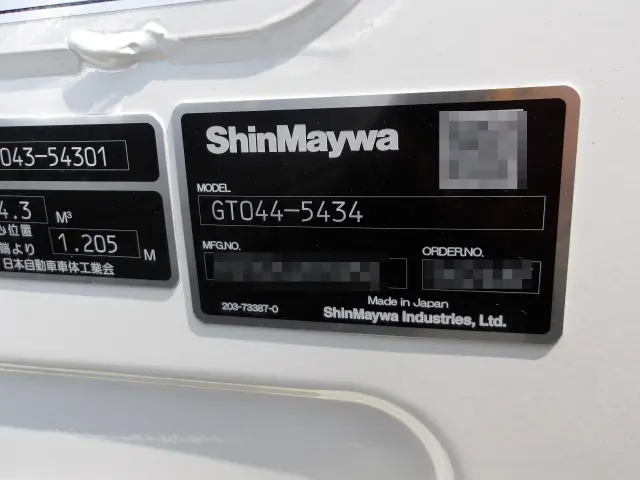 043-54301
4.3 M³
位置
端より 1.205 M
日本自動車車体工業会
ShinMaywa
MODEL
GT044-5434
MFG.NO.
ORDER.NO.
203-73387-0
Made in Japan
ShinMaywa Industries, Ltd.